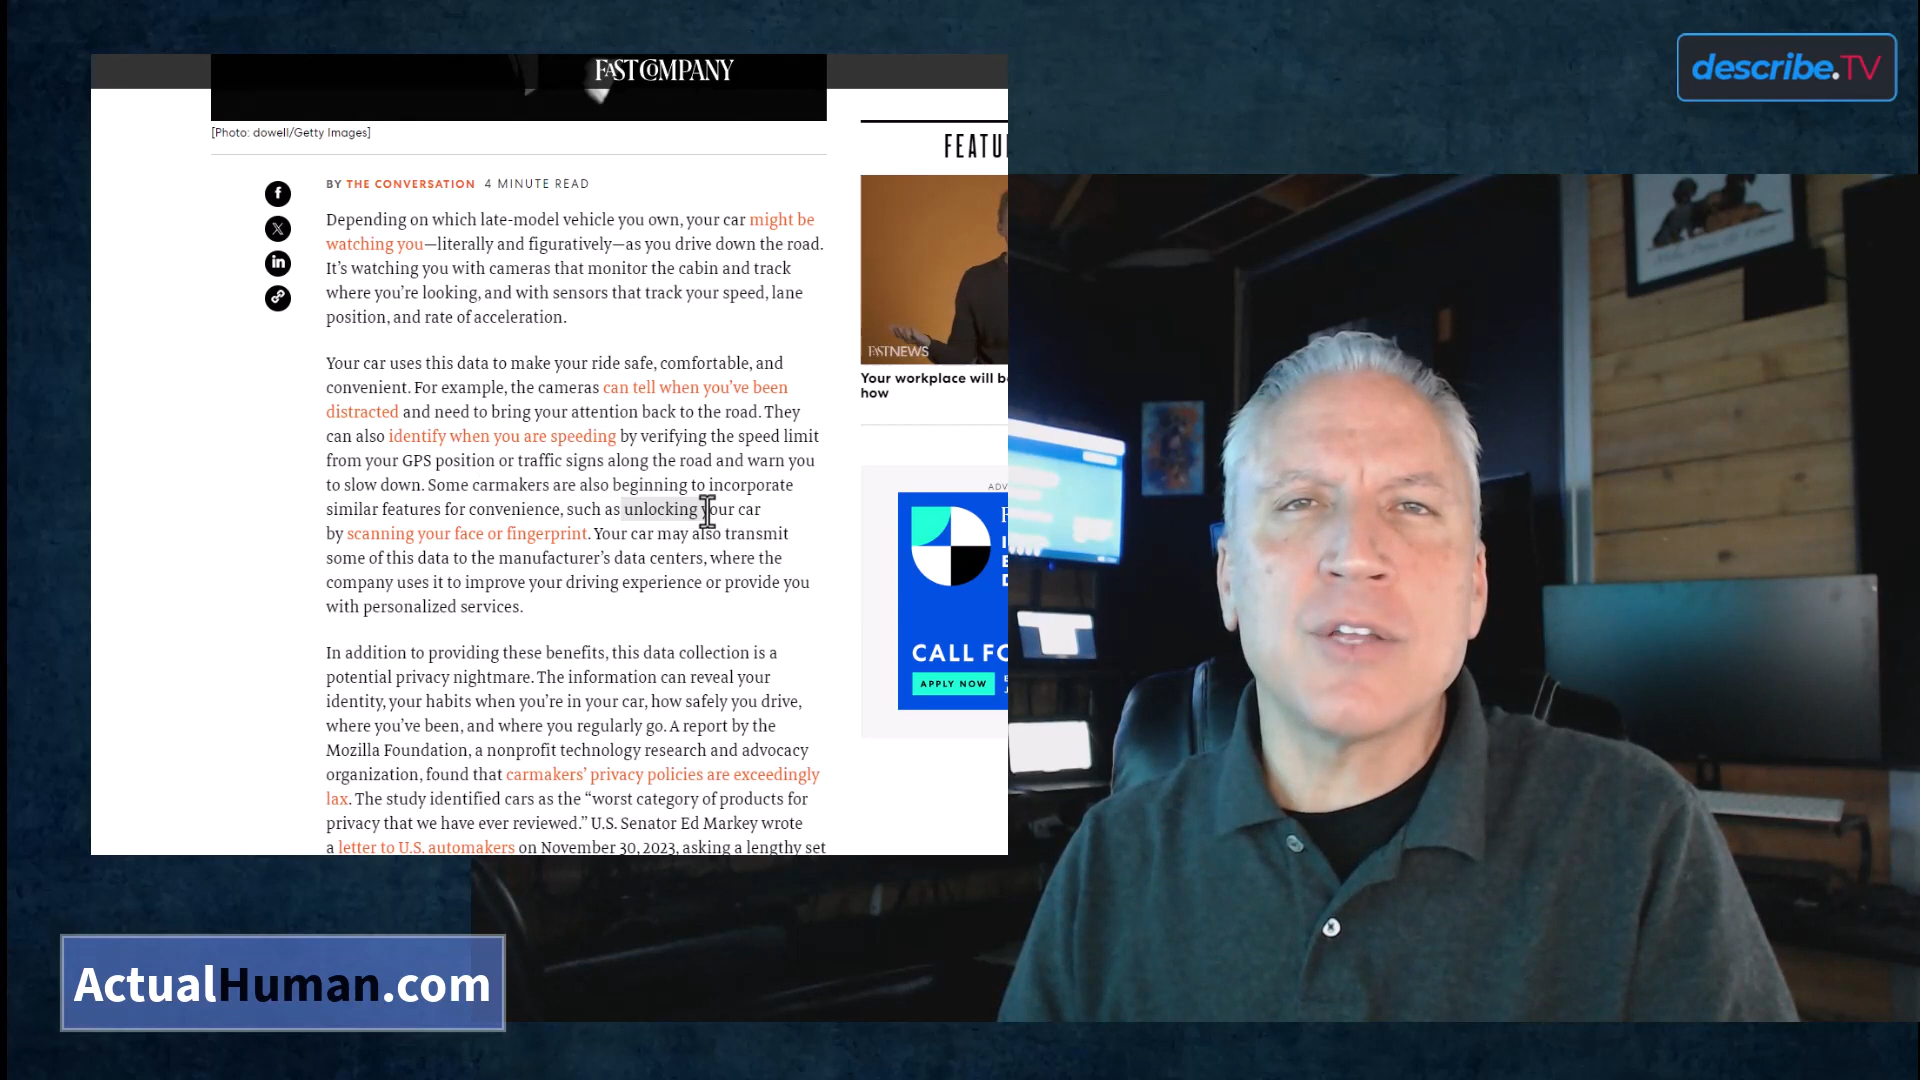 FAST COMPANY
describe.TV
[Photo: dowell/Getty Images]
FEATU
BY THE CONVERSATION 4 MINUTE READ
Depending on which late-model vehicle you own, your car might be
watching you—literally and figuratively—as you drive down the road.
It’s watching you with cameras that monitor the cabin and track
where you’re looking, and with sensors that track your speed, lane
position, and rate of acceleration.
Your car uses this data to make your ride safe, comfortable, and
convenient. For example, the cameras can tell when you’ve been
distracted and need to bring your attention back to the road. They
can also identify when you are speeding by verifying the speed limit
from your GPS position or traffic signs along the road and warn you
to slow down. Some carmakers are also beginning to incorporate
similar features for convenience, such as unlocking your car
by scanning your face or fingerprint. Your car may also transmit
some of this data to the manufacturer’s data centers, where the
company uses it to improve your driving experience or provide you
with personalized services.
In addition to providing these benefits, this data collection is a
potential privacy nightmare. The information can reveal your
identity, your habits when you’re in your car, how safely you drive,
where you’ve been, and where you regularly go. A report by the
Mozilla Foundation, a nonprofit technology research and advocacy
organization, found that carmakers’ privacy policies are exceedingly
lax. The study identified cars as the “worst category of products for
privacy that we have ever reviewed.” U.S. Senator Ed Markey wrote
a letter to U.S. automakers on November 30, 2023, asking a lengthy set
FAST NEWS
Your workplace will b
how
ADV
CALL FO
APPLY NOW
ActualHuman.com